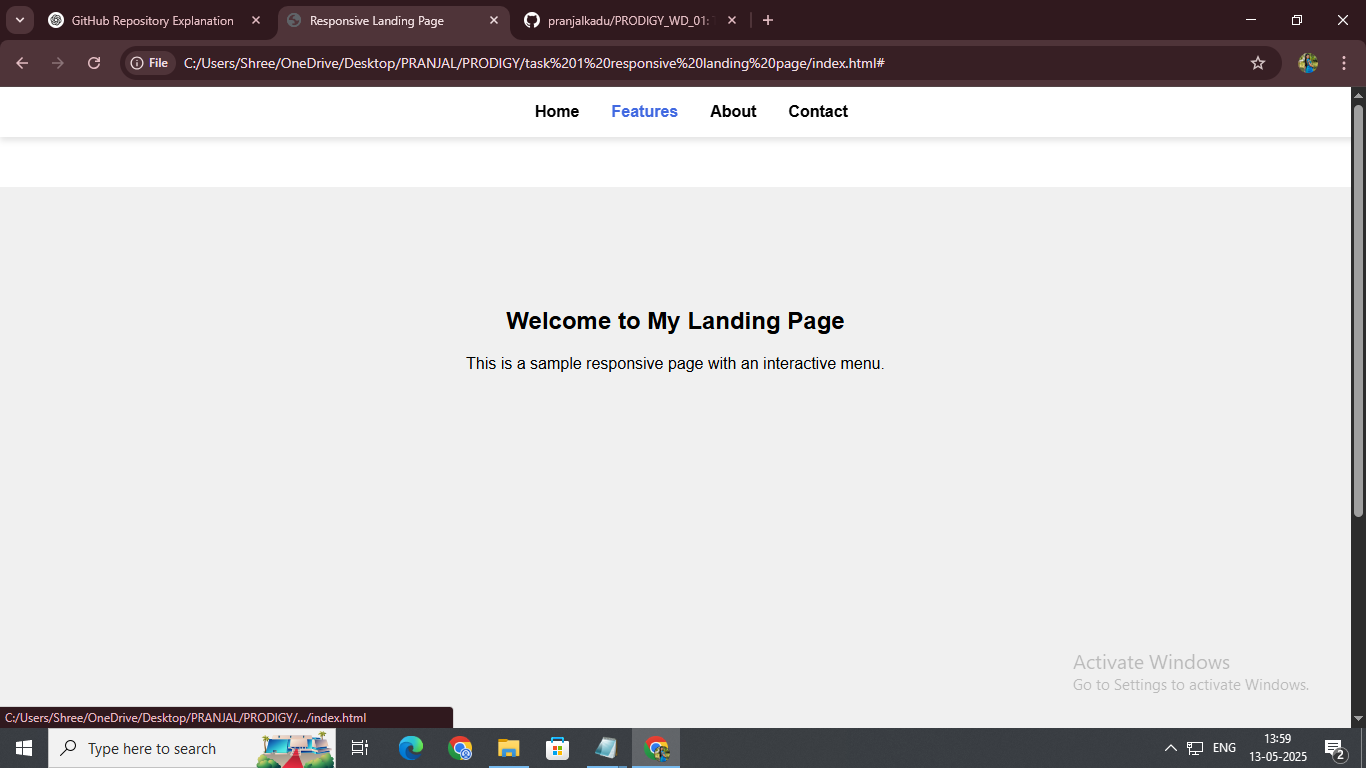 GitHub Repository Explanation
Responsive Landing Page
pranjalkadu/PRODIGY_WD_01:
File
C:/Users/Shree/OneDrive/Desktop/PRANJAL/PRODIGY/task%201%20responsive%20landing%20page/index.html#
Home Features About Contact
Welcome to My Landing Page
This is a sample responsive page with an interactive menu.
Activate Windows
Go to Settings to activate Windows.
C:/Users/Shree/OneDrive/Desktop/PRANJAL/PRODIGY/.../index.html
Type here to search
ENG
13:59
13-05-2025
2